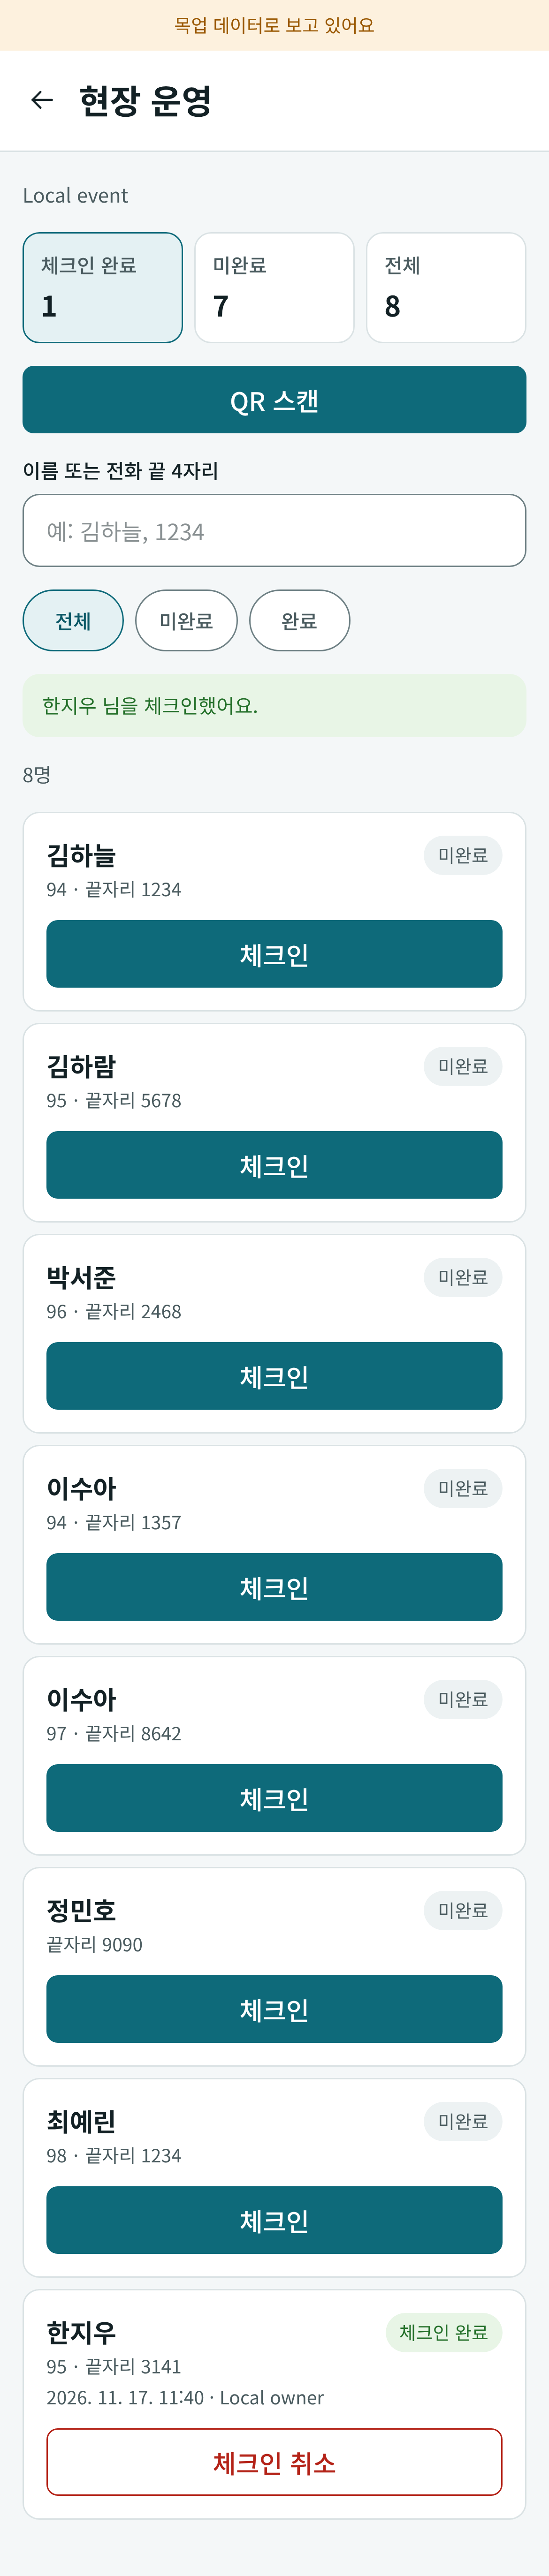 목업 데이터로 보고 있어요
← 현장 운영
Local event
체크인 완료
1
미완료
7
전체
8
QR 스캔
이름 또는 전화 끝 4자리
예: 김하늘, 1234
전체
미완료
완료
한지우 님을 체크인했어요.
8명
김하늘
미완료
94 · 끝자리 1234
체크인
김하람
미완료
95 · 끝자리 5678
체크인
박서준
미완료
96 · 끝자리 2468
체크인
이수아
미완료
94 · 끝자리 1357
체크인
이수아
미완료
97 · 끝자리 8642
체크인
정민호
미완료
끝자리 9090
체크인
최예린
미완료
98 · 끝자리 1234
체크인
한지우
체크인 완료
95 · 끝자리 3141
2026. 11. 17. 11:40 · Local owner
체크인 취소